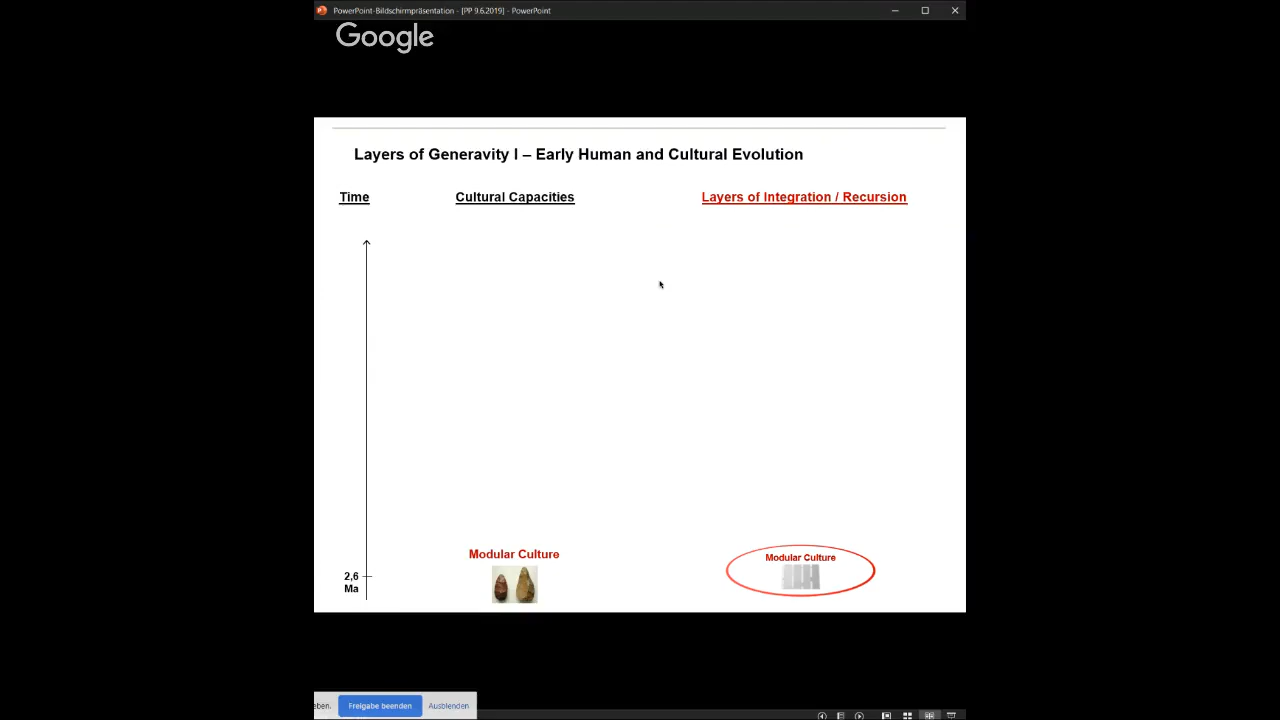 PowerPoint-Bildschirmpräsentation - [PP 9.6.2019] - PowerPoint
Google
Layers of Generavity I – Early Human and Cultural Evolution
Time Cultural Capacities Layers of Integration / Recursion
Modular Culture Modular Culture
2,6
Ma
eben. Freigabe beenden Ausblenden